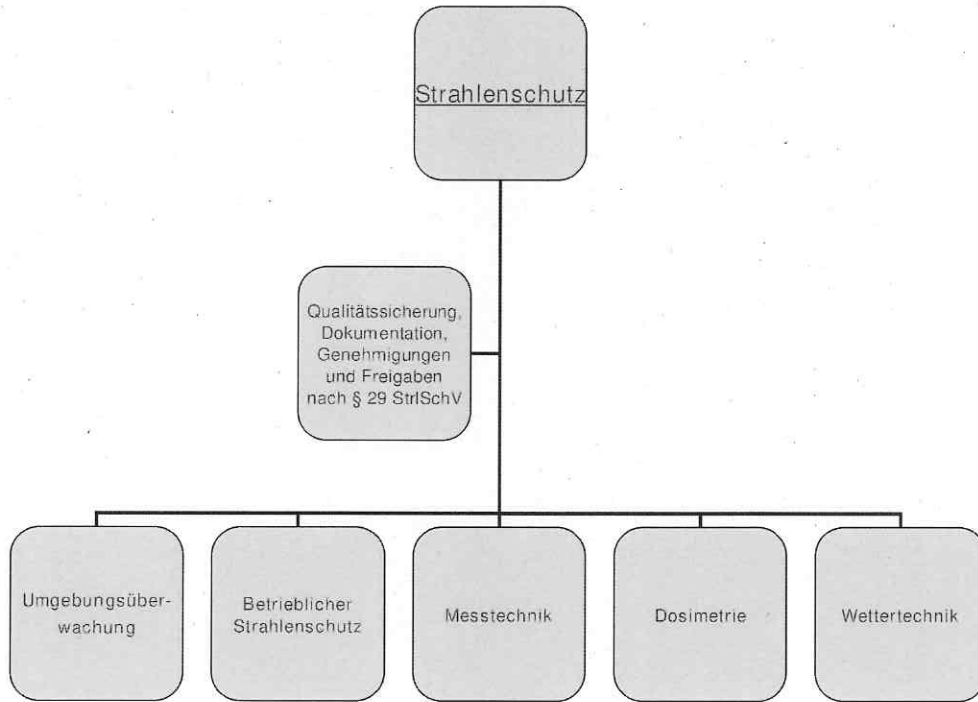 Strahlenschutz
Qualitätssicherung,
Dokumentation,
Genehmigungen
und Freigaben
nach § 29 StrlSchV
Umgebungsüber-
wachung
Betrieblicher
Strahlenschutz
Messtechnik
Dosimetrie
Wettertechnik